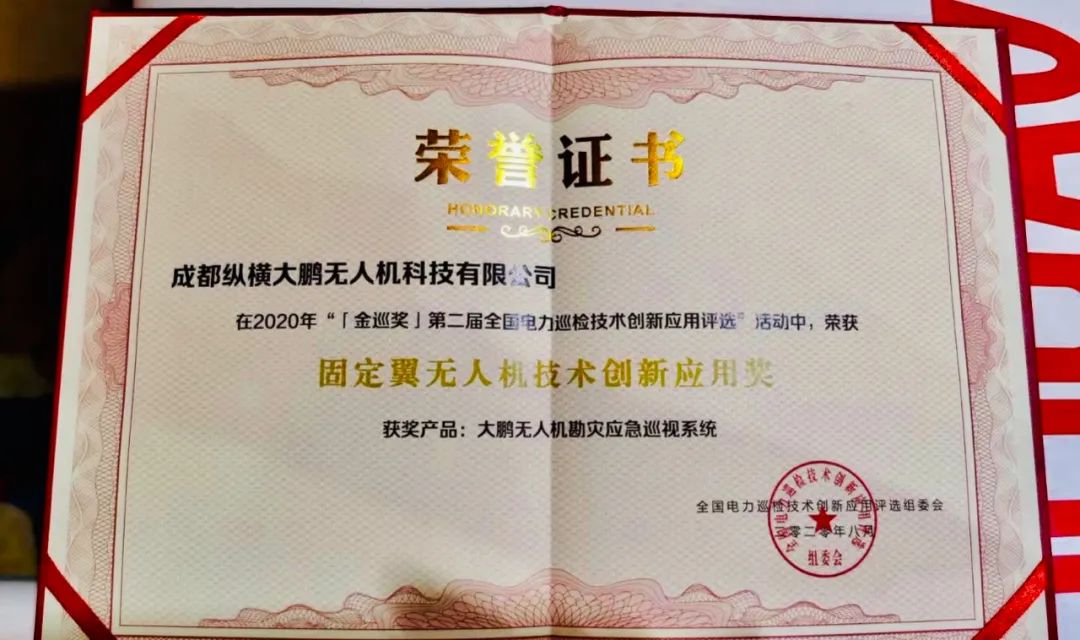 荣誉证书
HONORARY CREDENTIAL
成都纵横大鹏无人机科技有限公司
在2020年“「金巡奖」第二届全国电力巡检技术创新应用评选”活动中，荣获
固定翼无人机技术创新应用奖
获奖产品：大鹏无人机勘灾应急巡视系统
全国电力巡检技术创新应用评选组委会
二零二零年八月
组委会